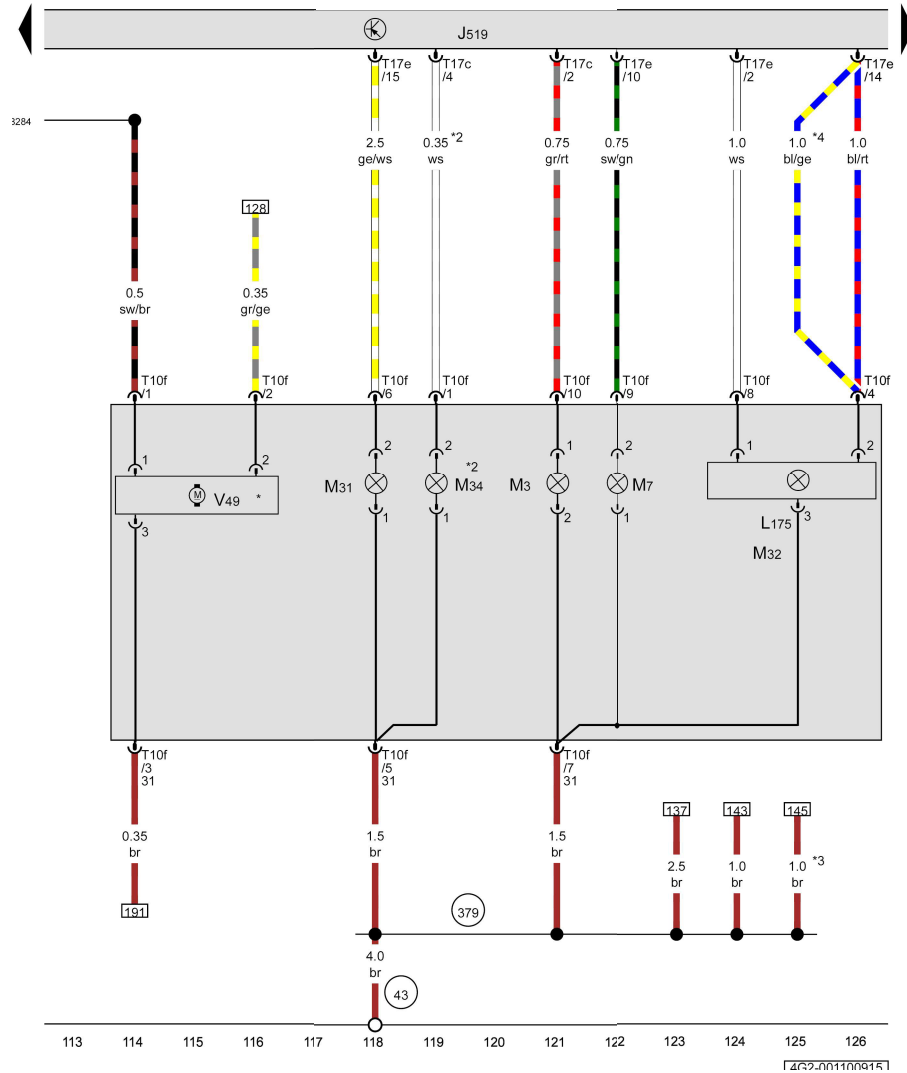 J519
T17e /15
T17c /4
T17c /2
T17e /10
T17e /2
T17e /14
2.5 ge/ws
0.35 *2 ws
0.75 gr/rt
0.75 sw/gn
1.0 ws
1.0 *4 bl/ge
1.0 bl/rt
128
0.5 sw/br
0.35 gr/ge
T10f /1
T10f /2
T10f /6
T10f /1
T10f /10
T10f /9
T10f /8
T10f /4
1 2 2 2 1 2 1 2
*2
M V49 *
M31
M34
M3
M7
3 1 1 2 1 3
L175
M32
T10f /3 31
T10f /5 31
T10f /7 31
137 143 145
0.35 br
1.5 br
1.5 br
2.5 br
1.0 br
1.0 *3 br
191
379
4.0 br
43
113 114 115 116 117 118 119 120 121 122 123 124 125 126
4G2-001100915